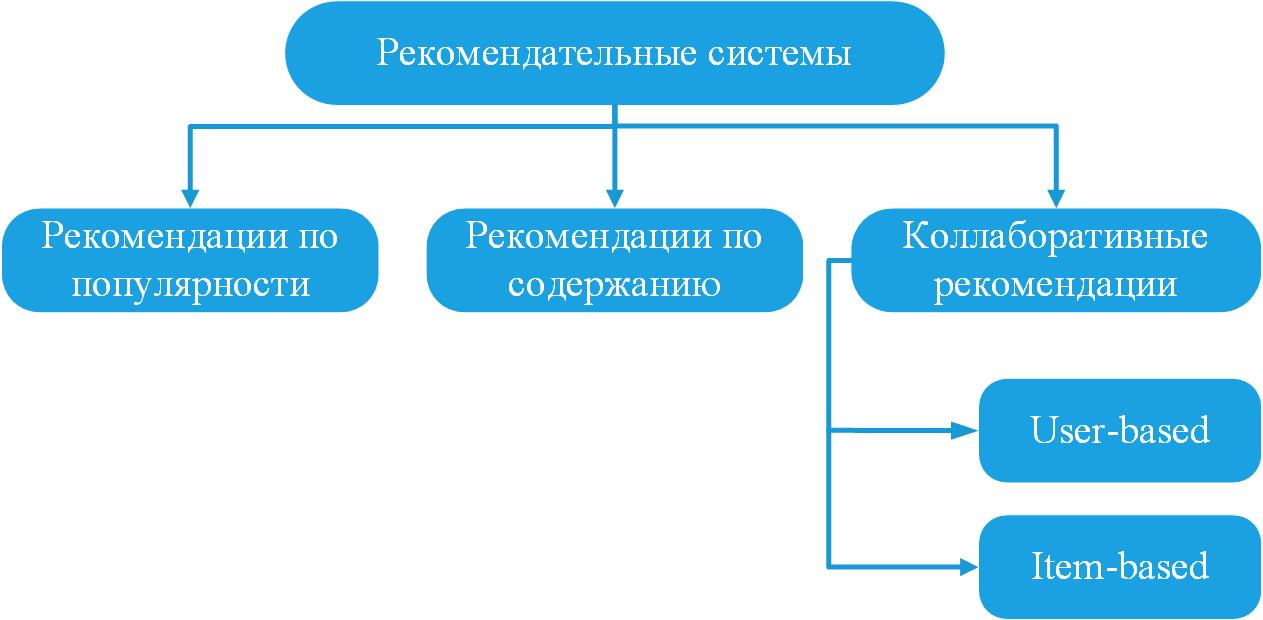 Рекомендательные системы
Рекомендации по
популярности
Рекомендации по
содержанию
Коллаборативные
рекомендации
User-based
Item-based